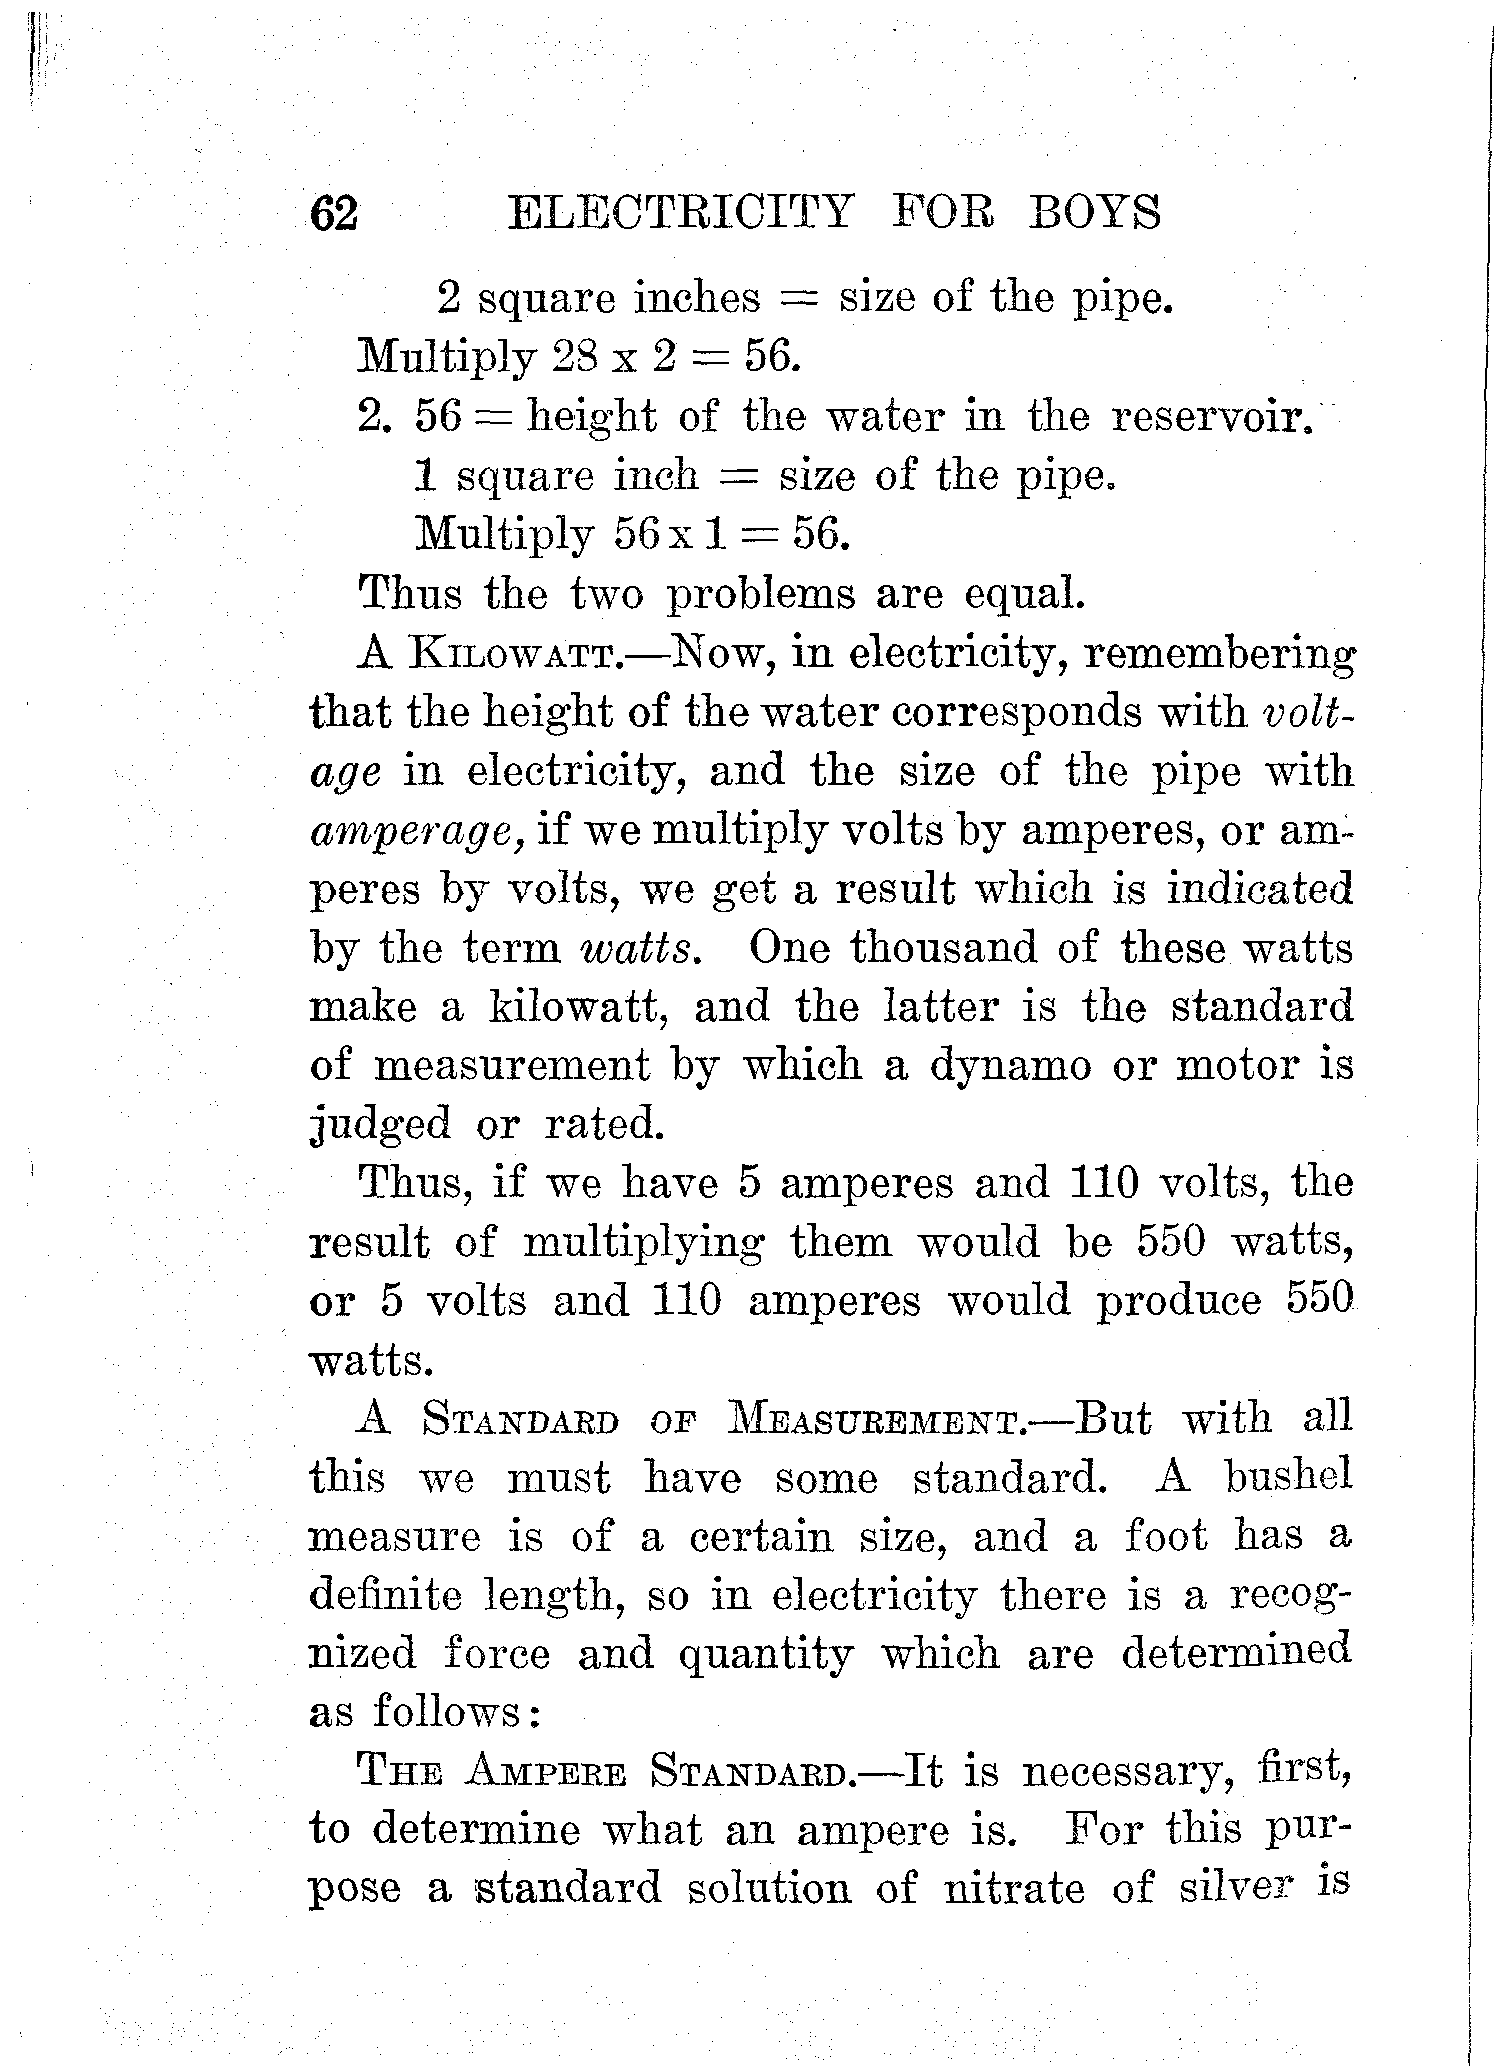 62 ELECTRICITY FOR BOYS
2 square inches = size of the pipe.
Multiply 28 x 2 = 56.
2. 56 = height of the water in the reservoir.
1 square inch = size of the pipe.
Multiply 56 x 1 = 56.
Thus the two problems are equal.
A KILOWATT.—Now, in electricity, remembering
that the height of the water corresponds with volt-
age in electricity, and the size of the pipe with
amperage, if we multiply volts by amperes, or am-
peres by volts, we get a result which is indicated
by the term watts. One thousand of these watts
make a kilowatt, and the latter is the standard
of measurement by which a dynamo or motor is
judged or rated.
Thus, if we have 5 amperes and 110 volts, the
result of multiplying them would be 550 watts,
or 5 volts and 110 amperes would produce 550
watts.
A STANDARD OF MEASUREMENT.—But with all
this we must have some standard. A bushel
measure is of a certain size, and a foot has a
definite length, so in electricity there is a recog-
nized force and quantity which are determined
as follows:
THE AMPERE STANDARD.—It is necessary, first,
to determine what an ampere is. For this pur-
pose a standard solution of nitrate of silver is